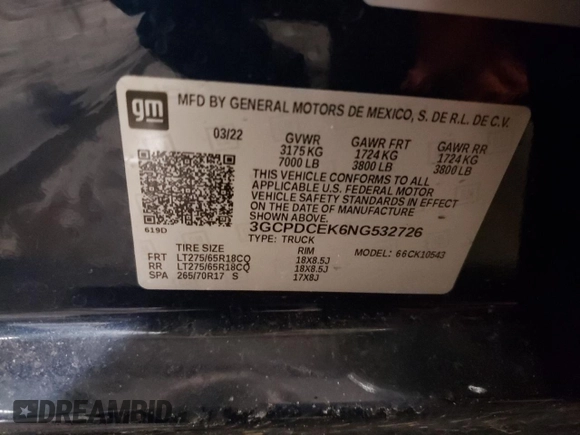 gm
MFD BY GENERAL MOTORS DE MEXICO, S. DE R.L. DE C.V.
03/22 GVWR GAWR FRT GAWR RR
3175 KG 1724 KG 1724 KG
7000 LB 3800 LB 3800 LB
THIS VEHICLE CONFORMS TO ALL
APPLICABLE U.S. FEDERAL MOTOR
VEHICLE SAFETY STANDARDS IN EFFECT
ON THE DATE OF MANUFACTURE
SHOWN ABOVE.
619D 3GCPDCEK6NG532726
TYPE: TRUCK MODEL: 66CK10543
TIRE SIZE RIM
FRT LT275/65R18CQ 18X8.5J
RR LT275/65R18CQ 18X8.5J
SPA 265/70R17 S 17X8J
DREAMBID